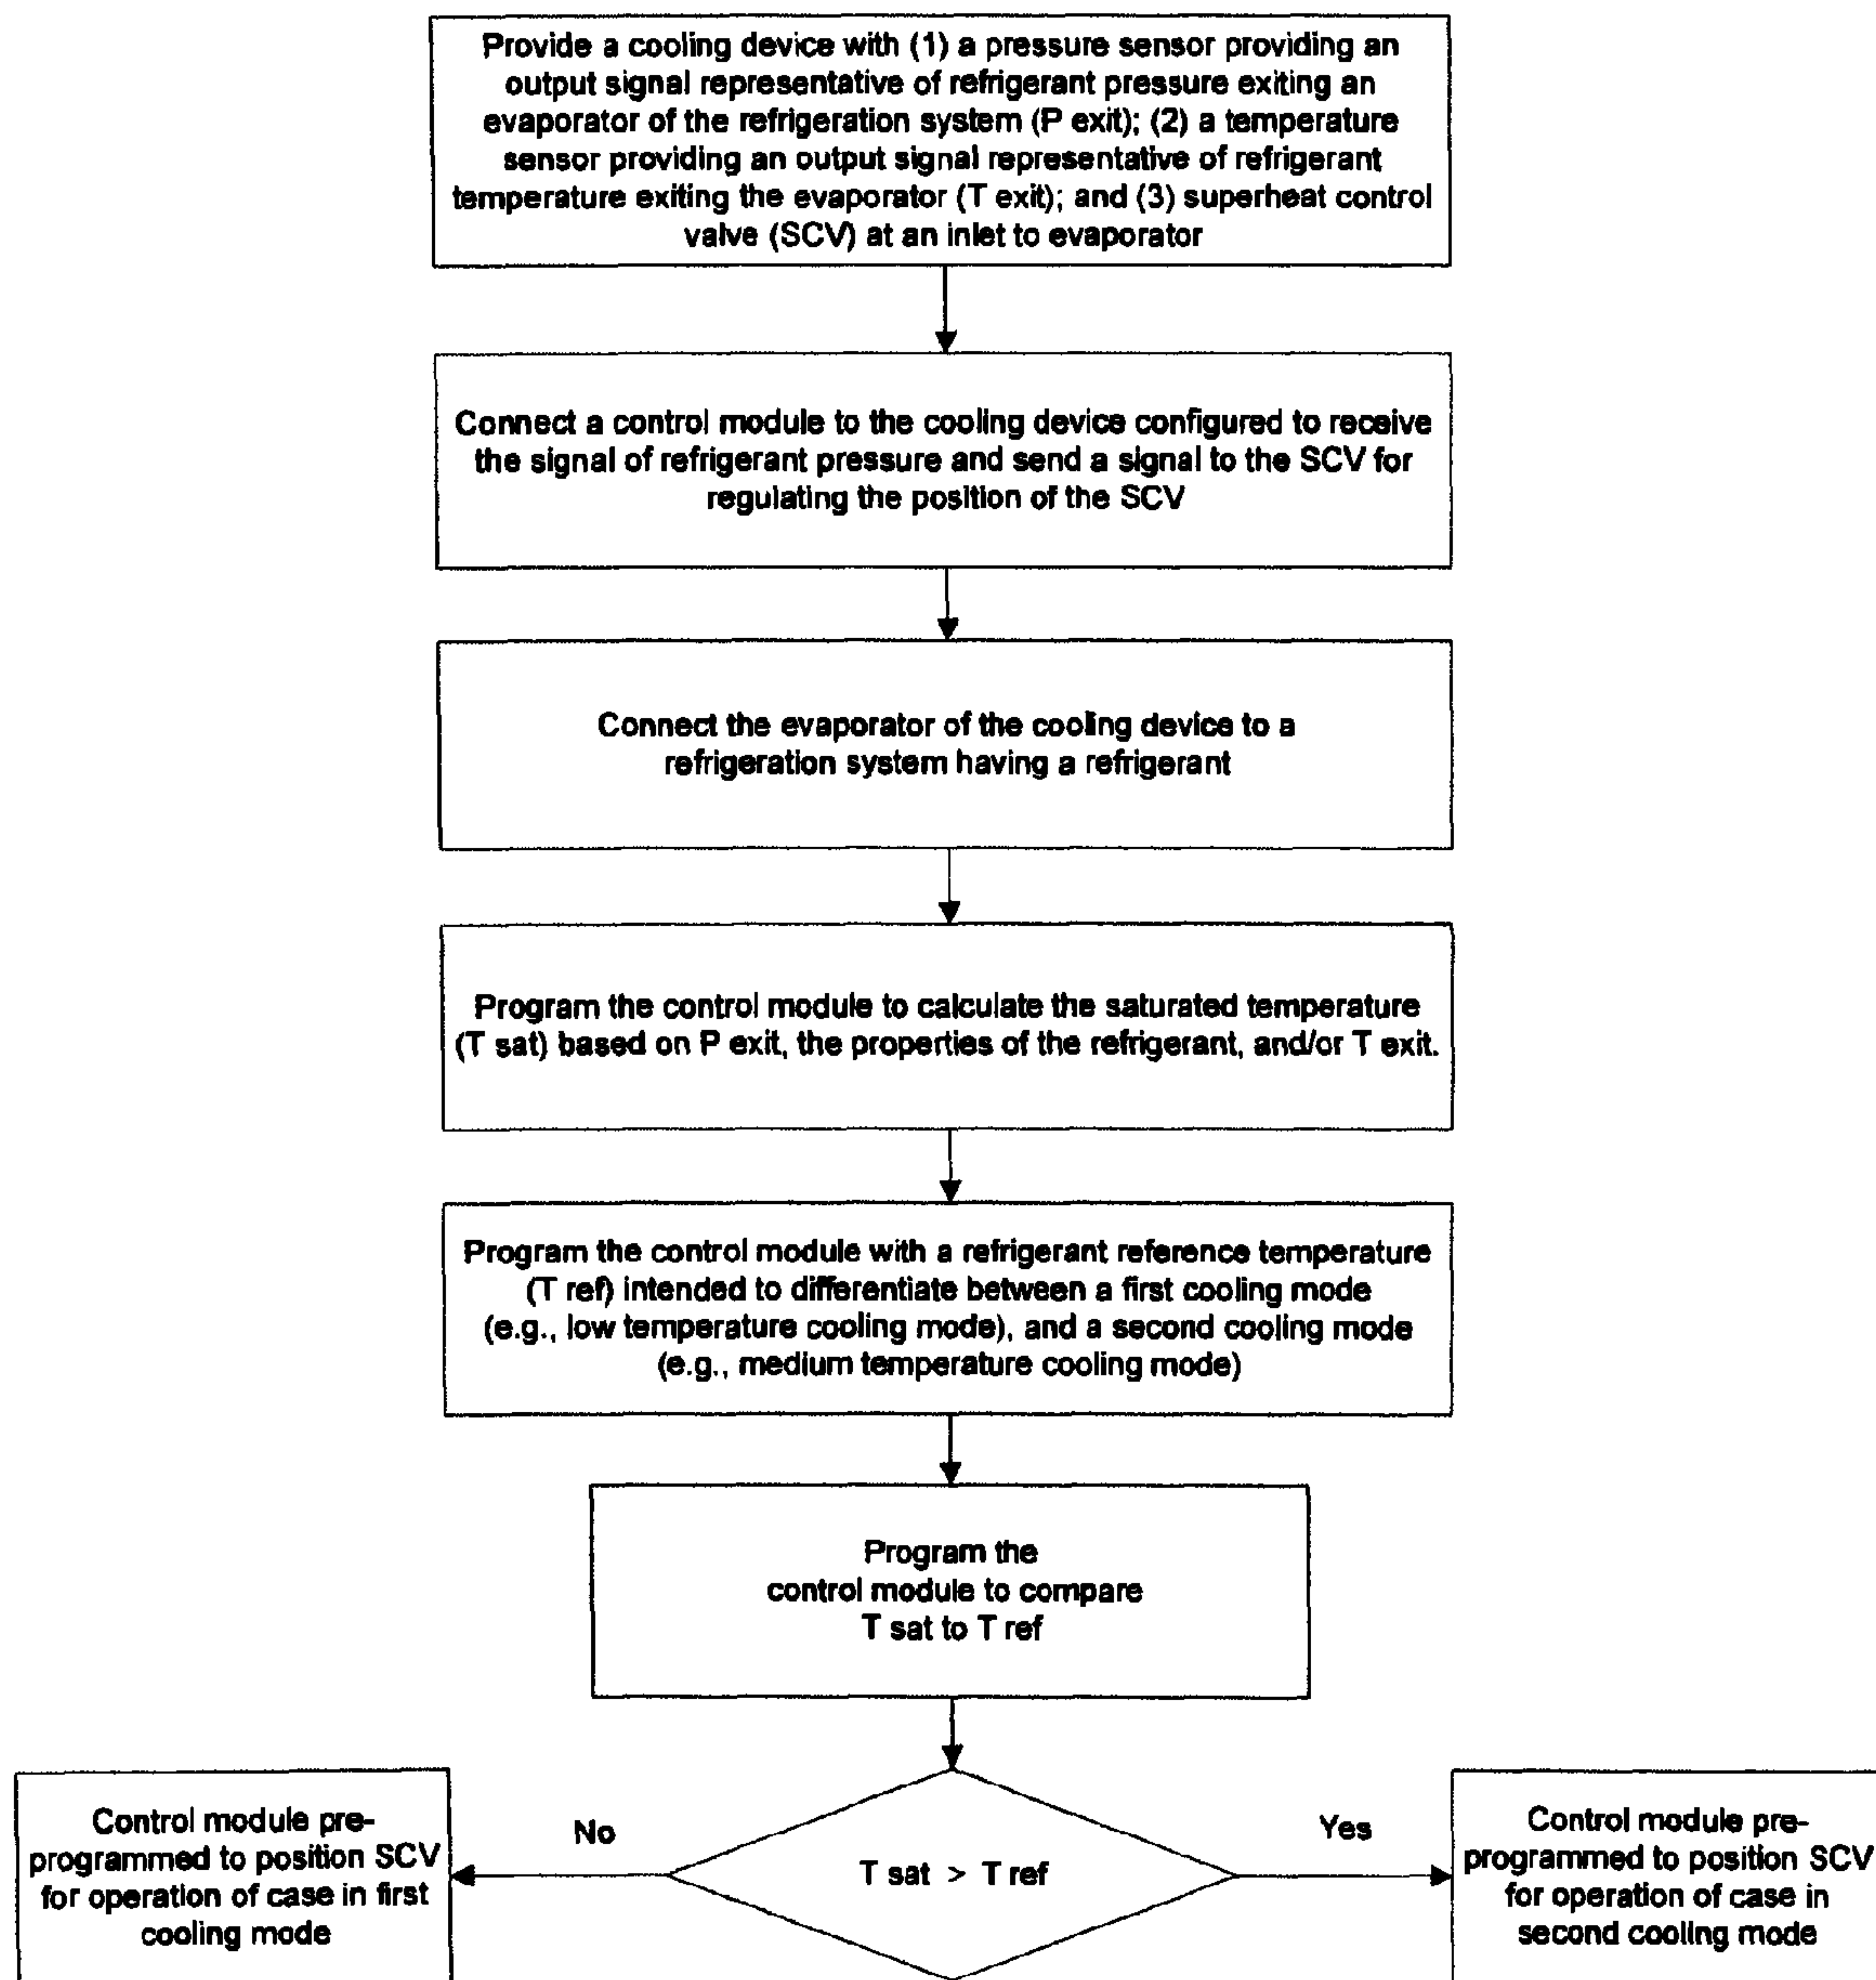 Provide a cooling device with (1) a pressure sensor providing an
output signal representative of refrigerant pressure exiting an
evaporator of the refrigeration system (P exit); (2) a temperature
sensor providing an output signal representative of refrigerant
temperature exiting the evaporator (T exit); and (3) superheat control
valve (SCV) at an inlet to evaporator
Connect a control module to the cooling device configured to receive
the signal of refrigerant pressure and send a signal to the SCV for
regulating the position of the SCV
Connect the evaporator of the cooling device to a
refrigeration system having a refrigerant
Program the control module to calculate the saturated temperature
(T sat) based on P exit, the properties of the refrigerant, and/or T exit.
Program the control module with a refrigerant reference temperature
(T ref) intended to differentiate between a first cooling mode
(e.g., low temperature cooling mode), and a second cooling mode
(e.g., medium temperature cooling mode)
Program the
control module to compare
T sat to T ref
T sat > T ref
No
Control module pre-
programmed to position SCV
for operation of case in first
cooling mode
Yes
Control module pre-
programmed to position SCV
for operation of case in
second cooling mode